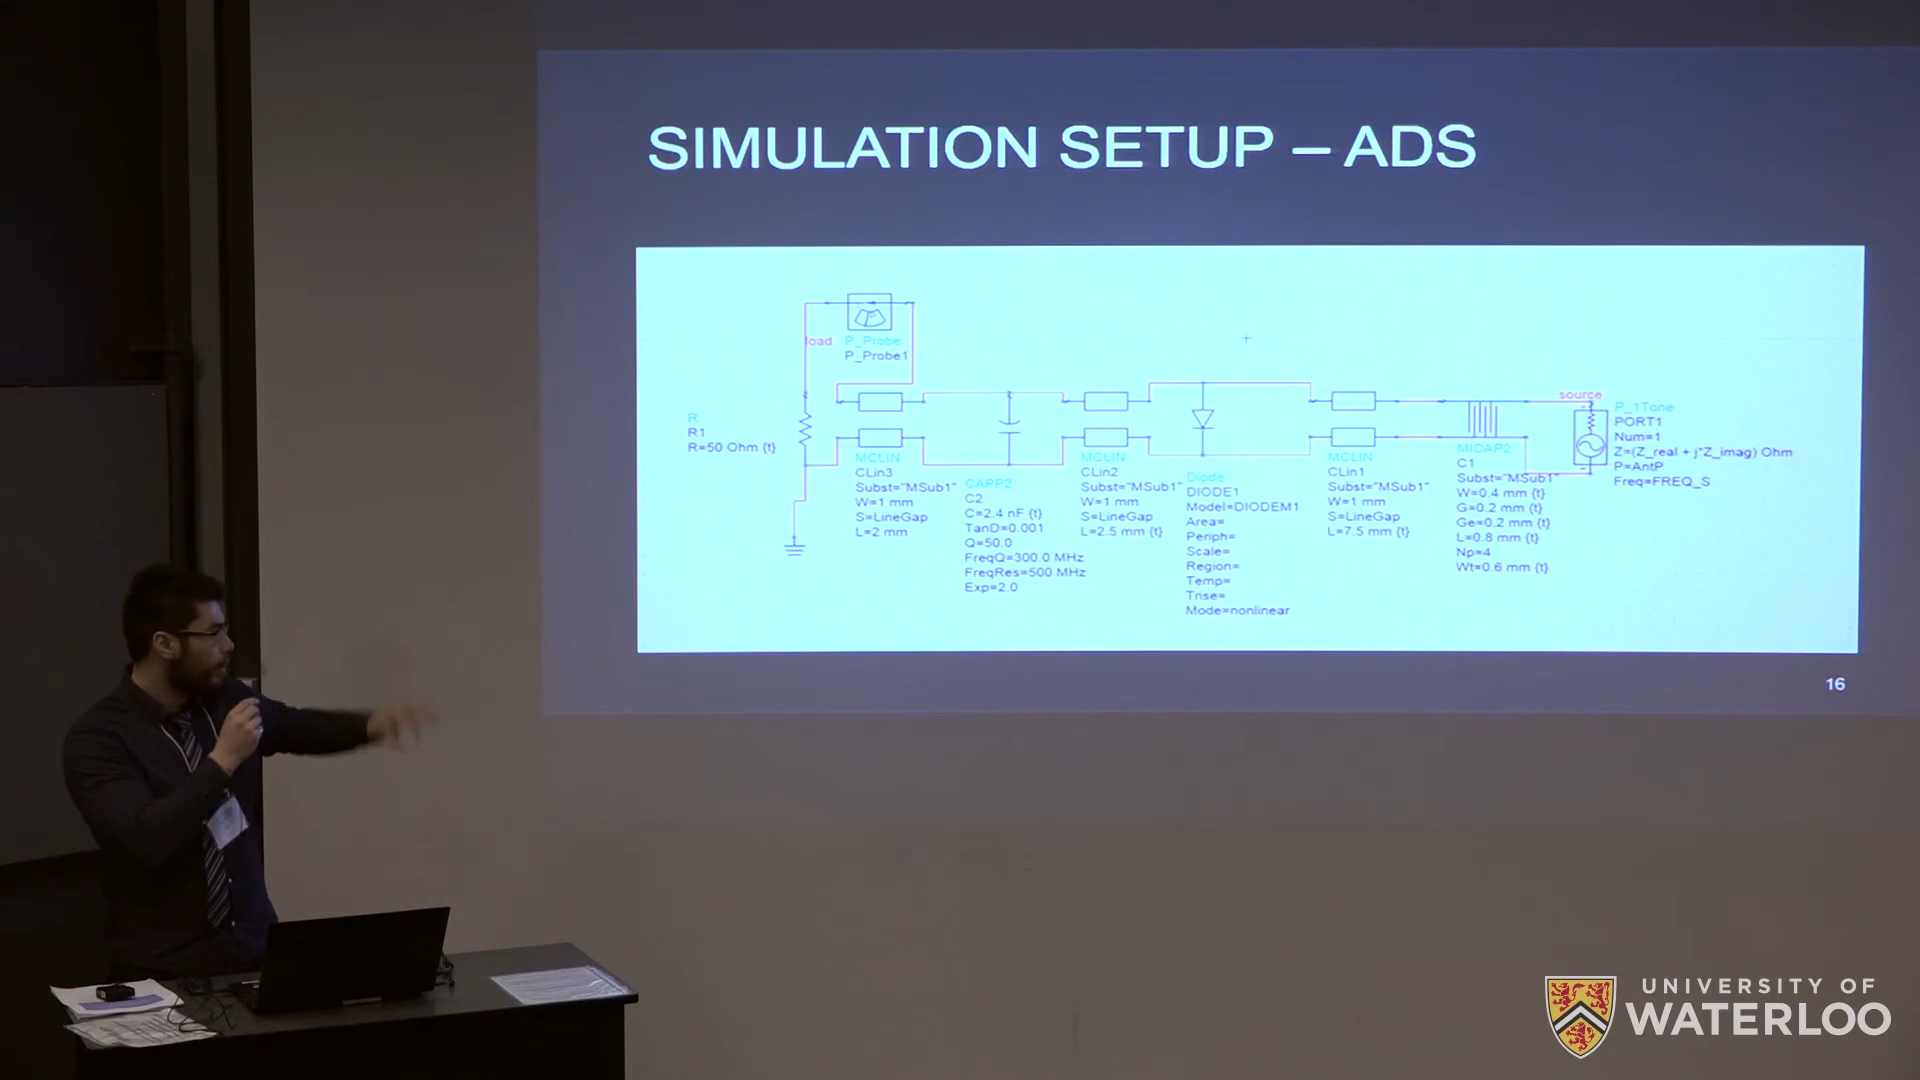 SIMULATION SETUP – ADS
load
P_Probe
P_Probe1
R
R1
R=50 Ohm {t}
MCLIN
CLin3
Subst="MSub1"
W=1 mm
S=LineGap
L=2 mm
CAPP2
C2
C=2.4 nF {t}
TanD=0.001
Q=50.0
FreqQ=300.0 MHz
FreqRes=500 MHz
Exp=2.0
MCLIN
CLin2
Subst="MSub1"
W=1 mm
S=LineGap
L=2.5 mm {t}
Diode
DIODE1
Model=DIODEM1
Area=
Periph=
Scale=
Region=
Temp=
Trise=
Mode=nonlinear
MCLIN
CLin1
Subst="MSub1"
W=1 mm
S=LineGap
L=7.5 mm {t}
MICAP2
C1
Subst="MSub1"
W=0.4 mm {t}
G=0.2 mm {t}
Ge=0.2 mm {t}
L=0.8 mm {t}
Np=4
Wt=0.6 mm {t}
source
P_1Tone
PORT1
Num=1
Z=(Z_real + j*Z_imag) Ohm
P=AntP
Freq=FREQ_S
16
UNIVERSITY OF
WATERLOO